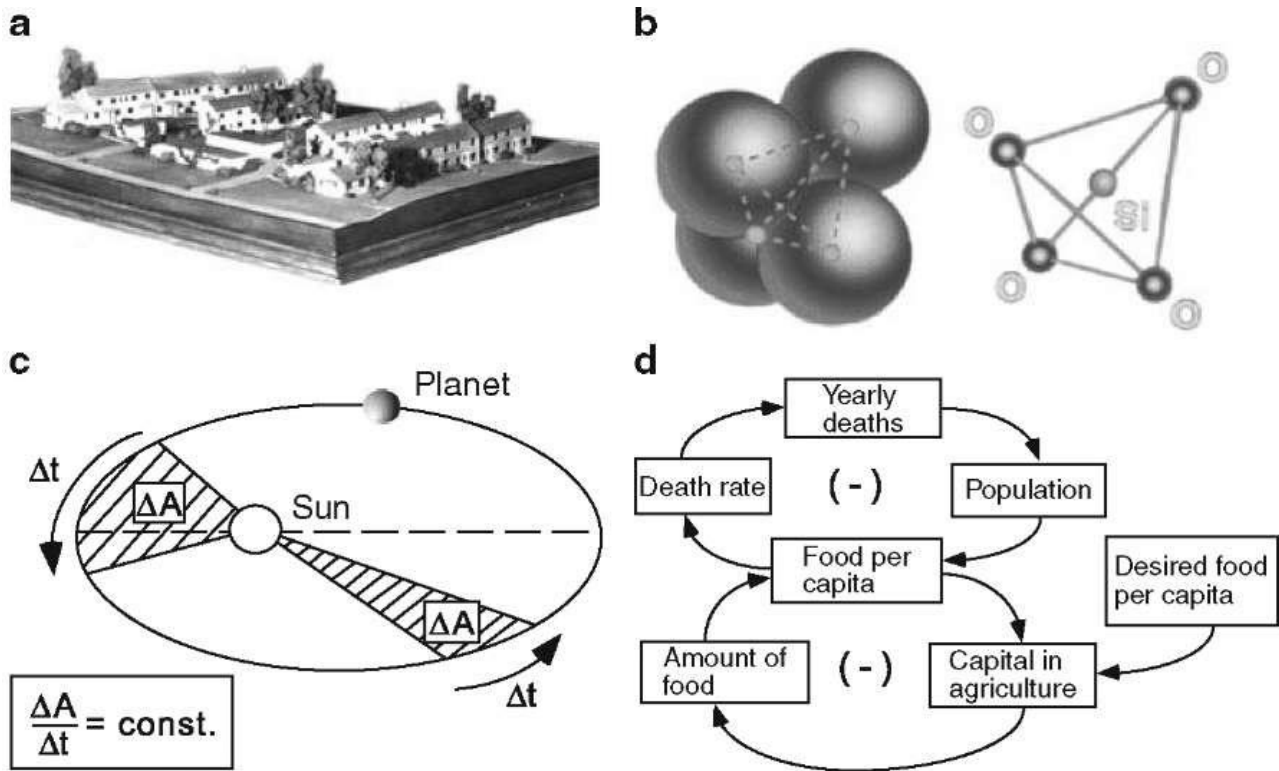 a
b
O
O
Si
O
O
c
Planet
Δt
ΔA
Sun
ΔA
Δt
ΔA
Δt
= const.
d
Yearly
deaths
Death rate
(-)
Population
Food per
capita
Desired food
per capita
Amount of
food
(-)
Capital in
agriculture